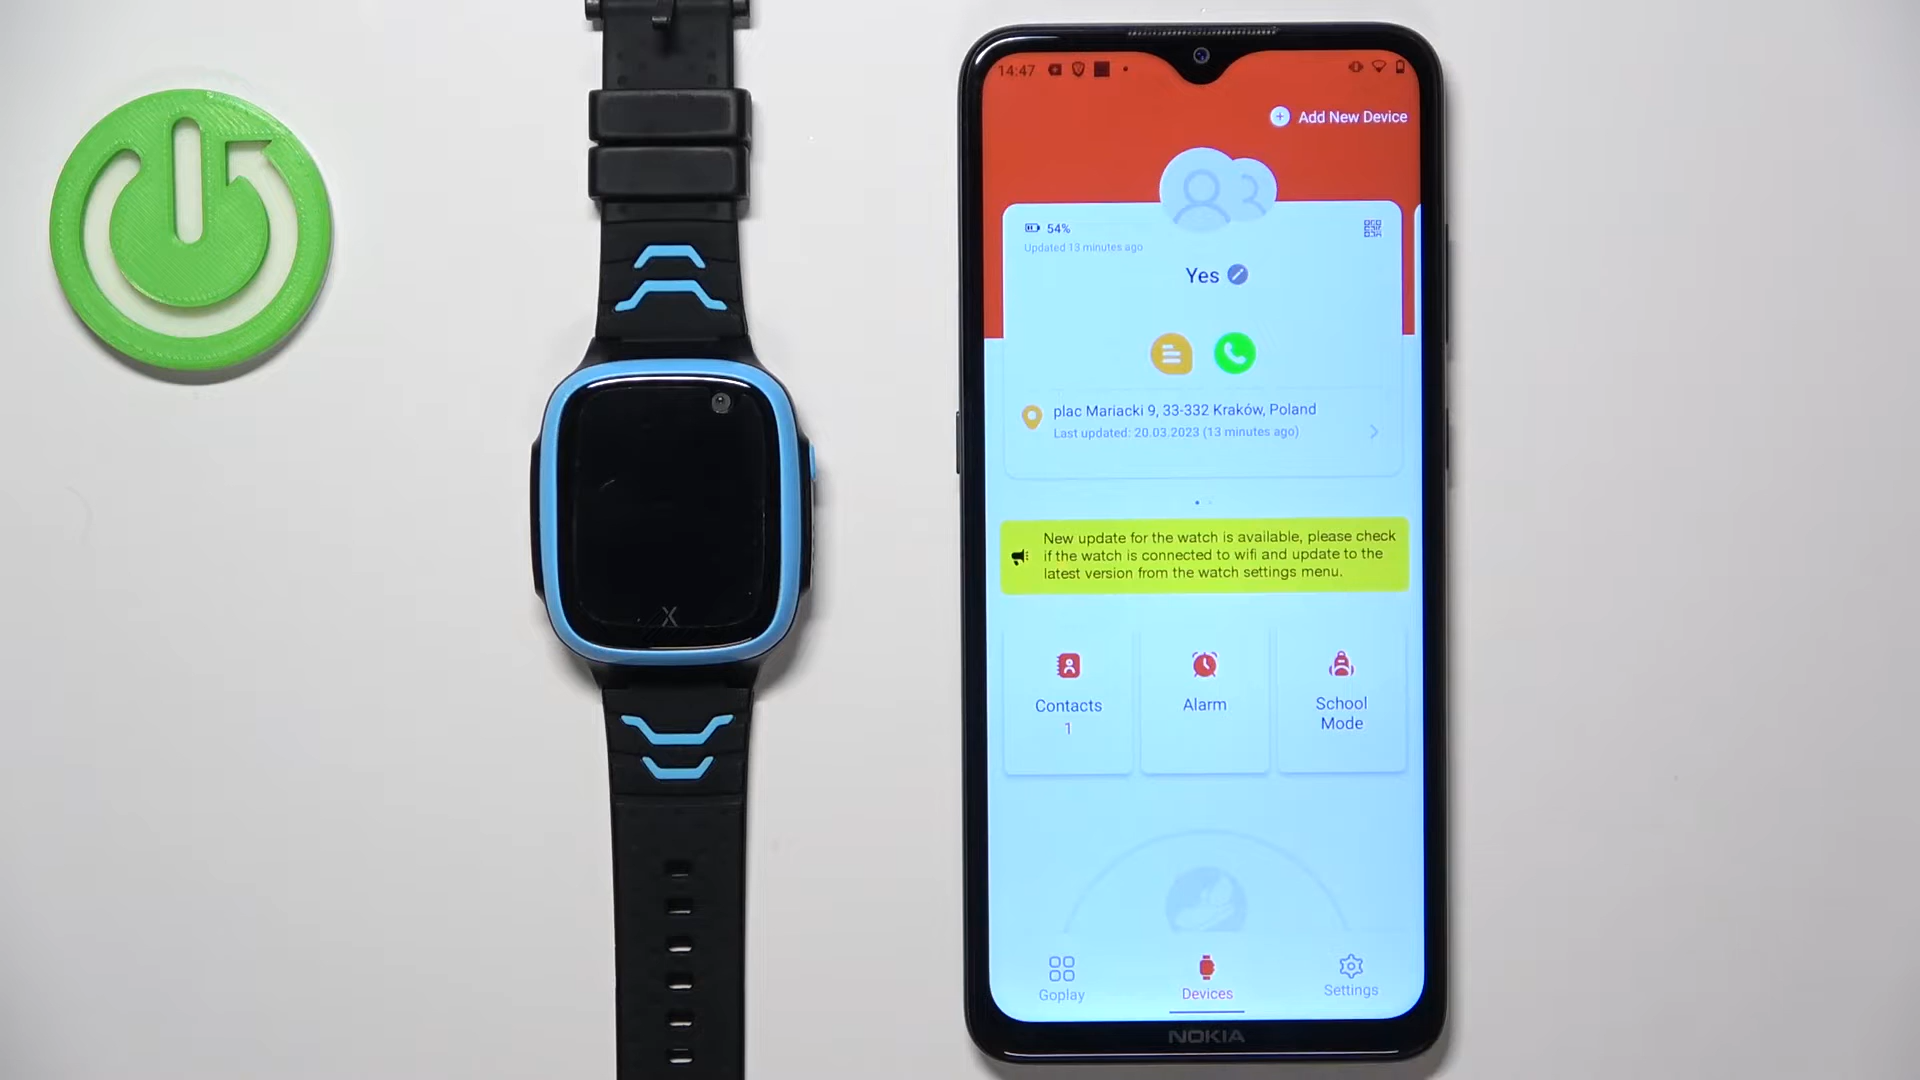 14:47
Add New Device
54%
Updated 13 minutes ago
Yes
plac Mariacki 9, 33-332 Kraków, Poland
Last updated: 20.03.2023 (13 minutes ago)
New update for the watch is available, please check
if the watch is connected to wifi and update to the
latest version from the watch settings menu.
Contacts
1
Alarm
School
Mode
Goplay
Devices
Settings
NOKIA
X